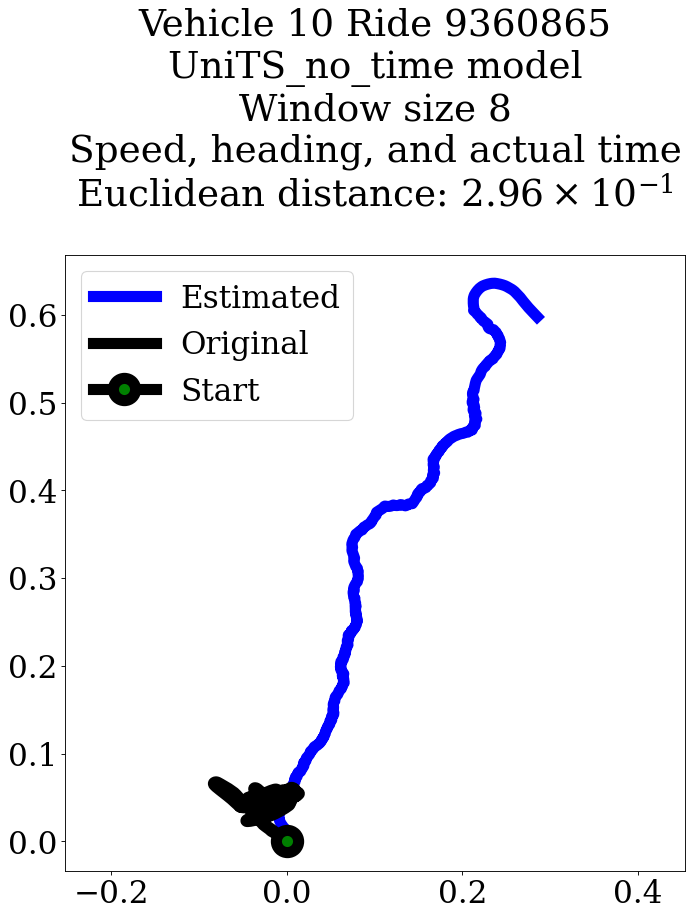 Vehicle 10 Ride 9360865
UniTS_no_time model
Window size 8
Speed, heading, and actual time
Euclidean distance: 2.96 × 10⁻¹
Estimated
Original
Start
0.6
0.5
0.4
0.3
0.2
0.1
0.0
−0.2 0.0 0.2 0.4